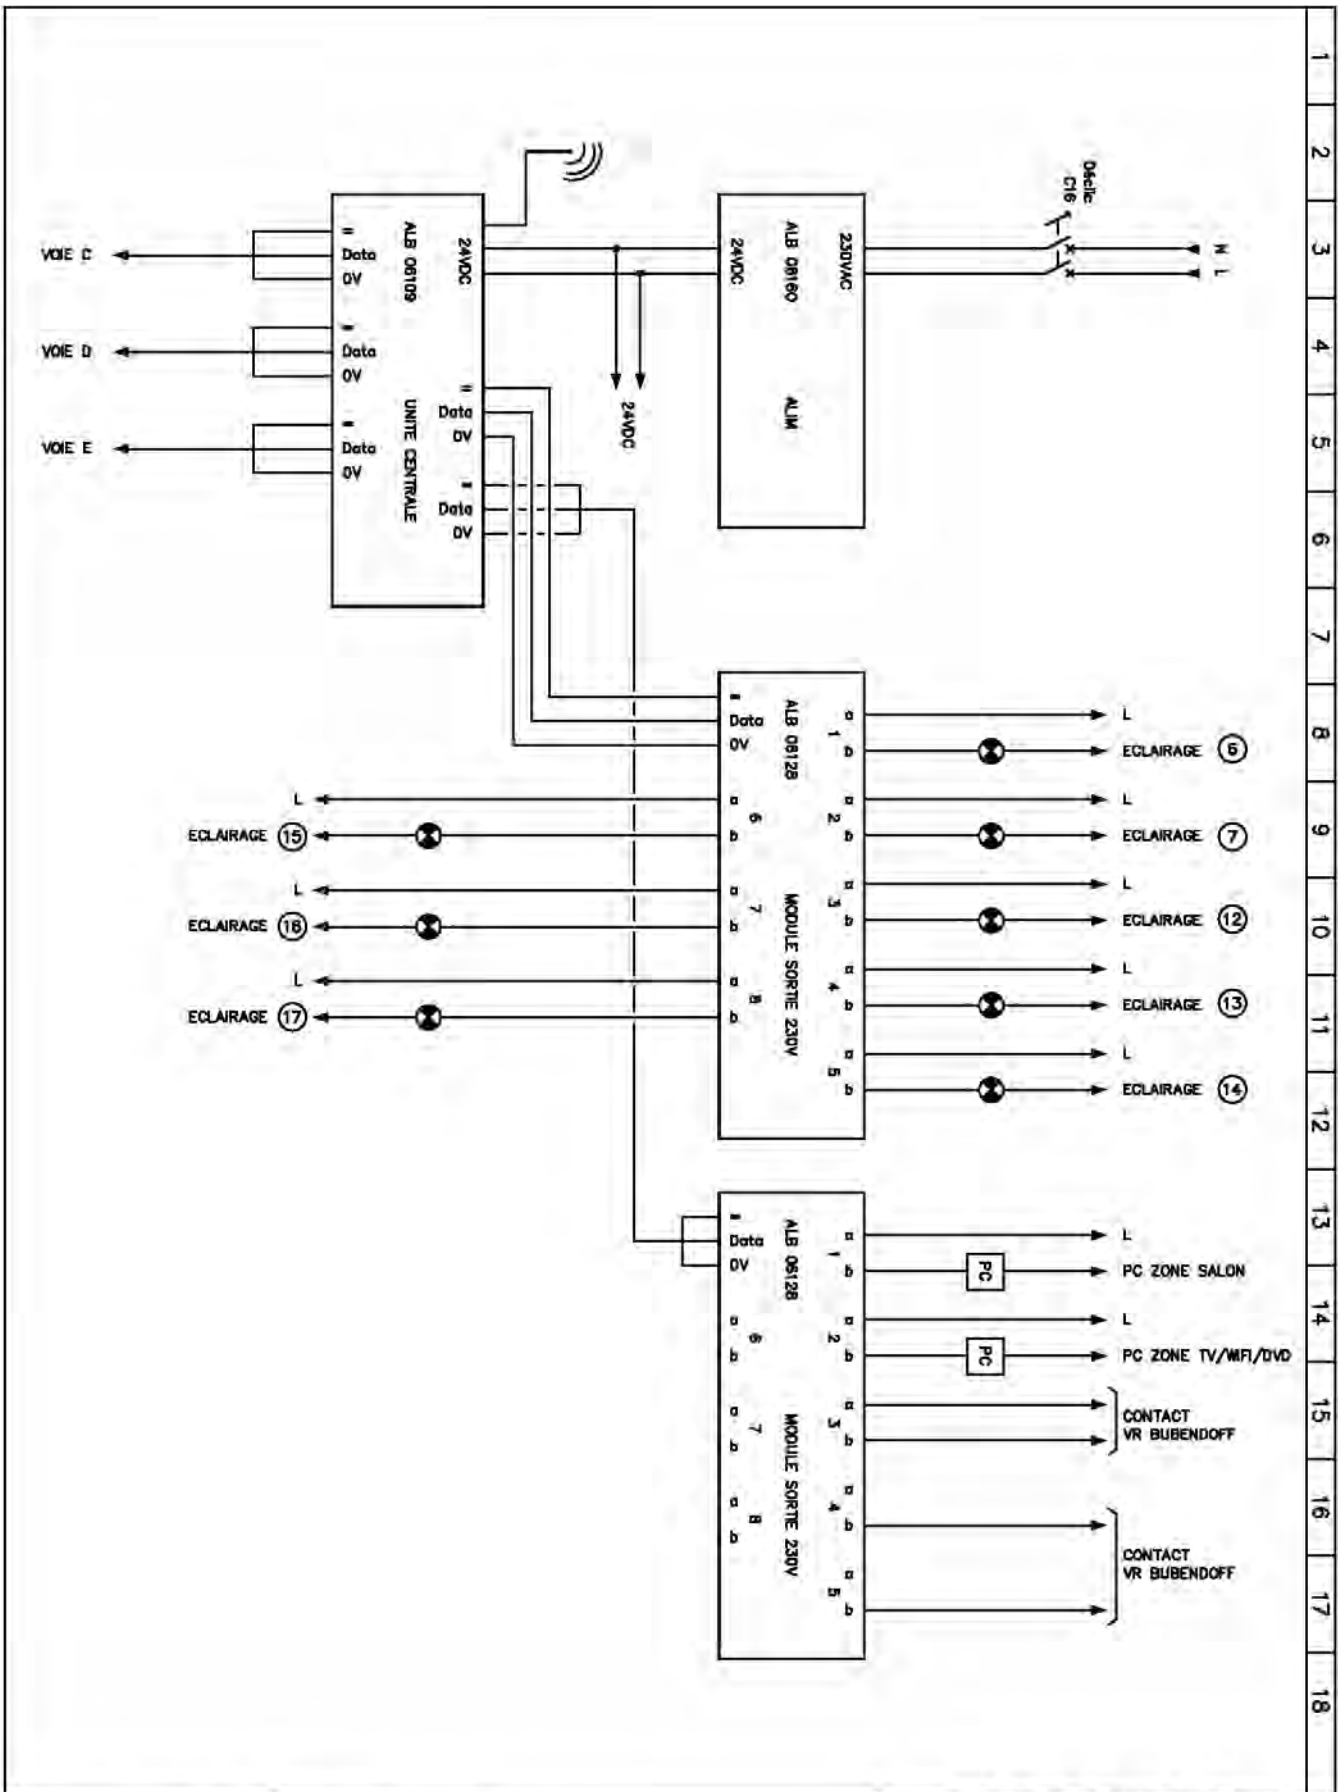 1
2
3
4
5
6
7
8
9
10
11
12
13
14
15
16
17
18
N
L
Déclic
C16
230VAC
ALB 08160
ALIM
24VDC
24VDC
24VDC
ALB 06109
UNITE CENTRALE
=
Data
0V
=
Data
0V
=
Data
0V
=
Data
0V
=
Data
0V
VOIE C
VOIE D
VOIE E
=
Data
0V
ALB 06128
MODULE SORTIE 230V
a
1
b
L
ECLAIRAGE 6
a
2
b
L
ECLAIRAGE 7
a
3
b
L
ECLAIRAGE 12
a
4
b
L
ECLAIRAGE 13
a
5
b
L
ECLAIRAGE 14
a
6
b
L
ECLAIRAGE 15
a
7
b
L
ECLAIRAGE 16
a
8
b
L
ECLAIRAGE 17
=
Data
0V
ALB 06128
MODULE SORTIE 230V
a
1
b
L
PC
PC ZONE SALON
a
2
b
L
PC
PC ZONE TV/WIFI/DVD
a
3
b
CONTACT
VR BUBENDOFF
a
4
b
a
5
b
CONTACT
VR BUBENDOFF
a
6
b
a
7
b
a
8
b